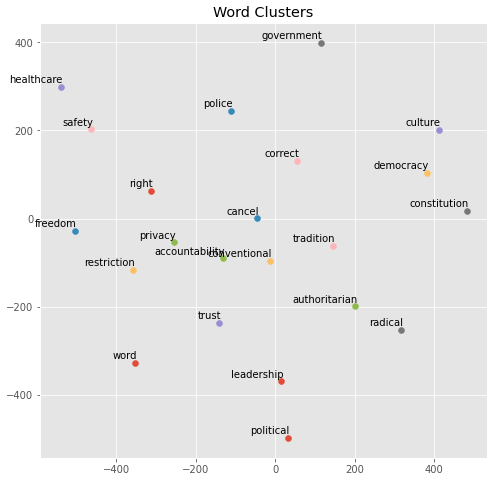 Word Clusters
government
healthcare
police
safety
culture
correct
democracy
right
constitution
cancel
freedom
privacy
tradition
accountability
conventional
restriction
authoritarian
trust
radical
word
leadership
political
400
200
0
−200
−400
−400
−200
0
200
400